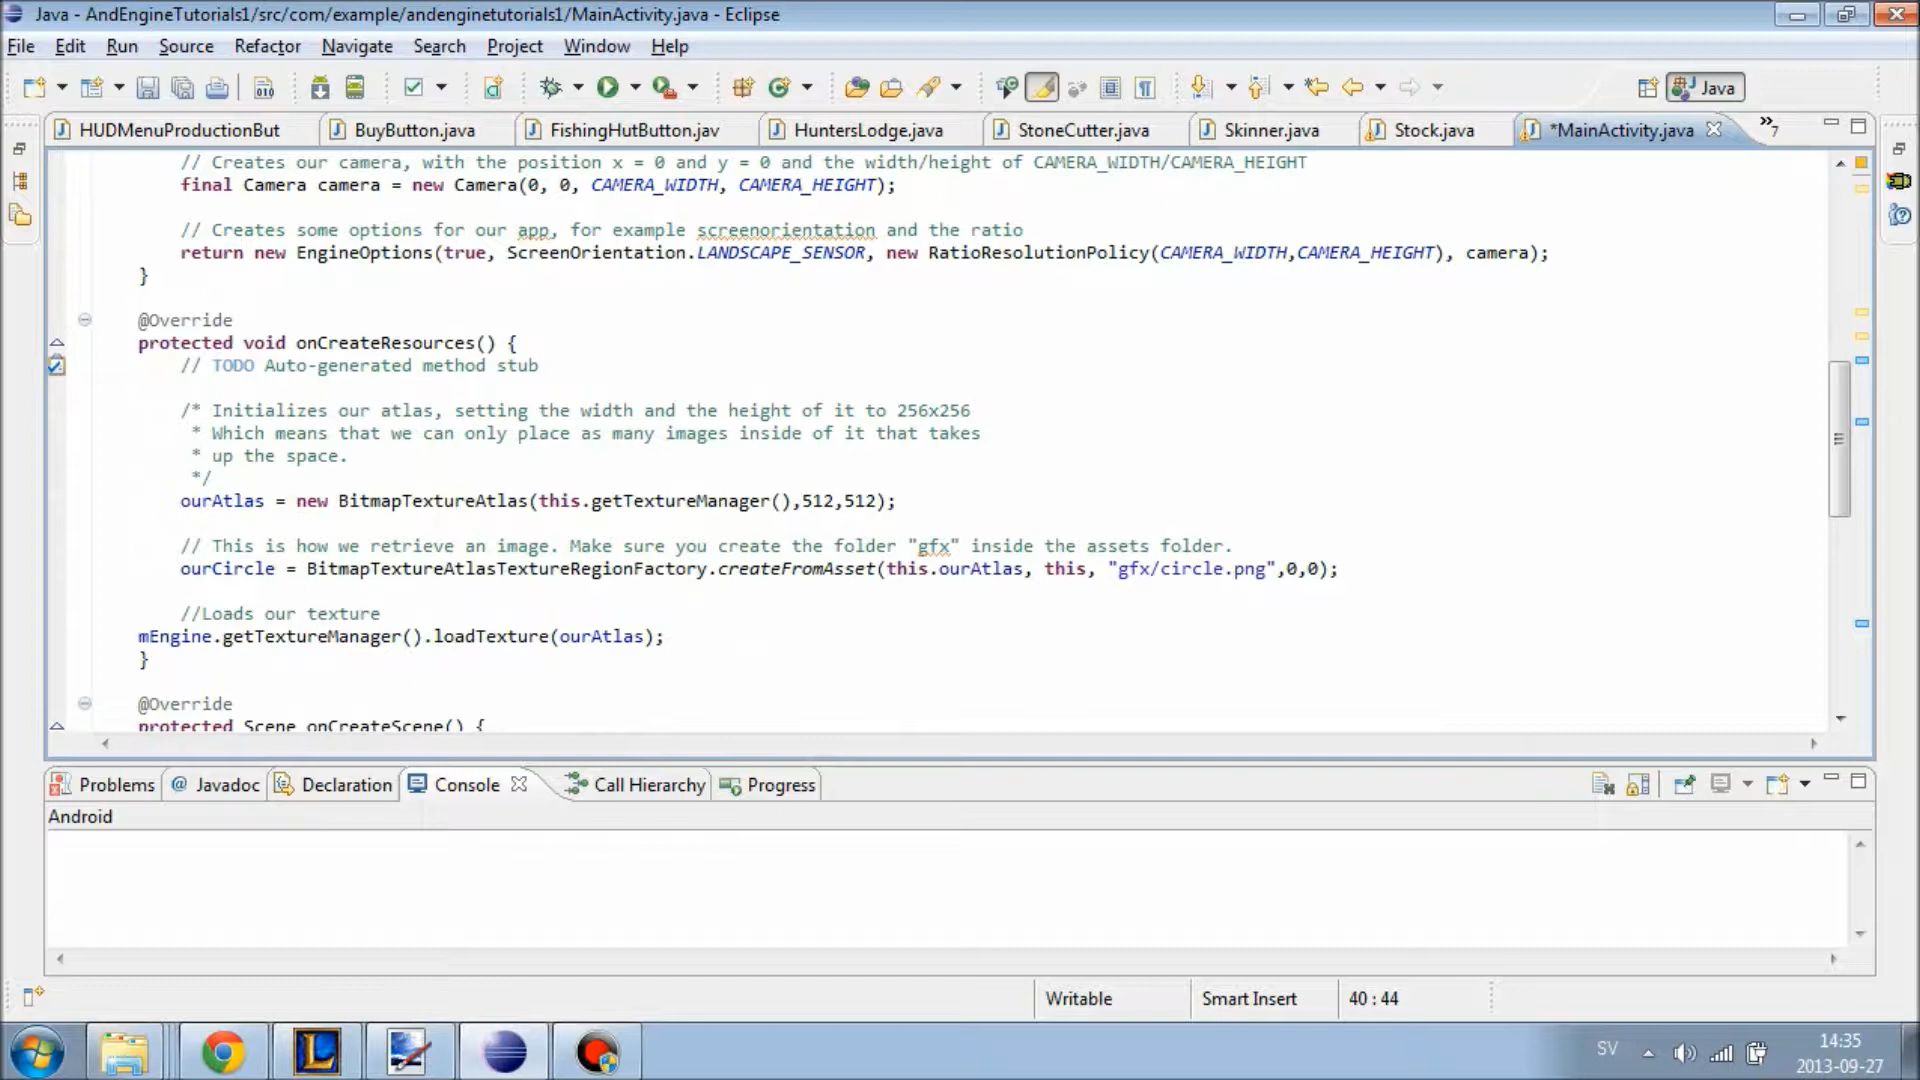 Java - AndEngineTutorials1/src/com/example/andenginetutorials1/MainActivity.java - Eclipse
File Edit Run Source Refactor Navigate Search Project Window Help
Java
HUDMenuProductionBut BuyButton.java FishingHutButton.jav HuntersLodge.java StoneCutter.java Skinner.java Stock.java *MainActivity.java »7
// Creates our camera, with the position x = 0 and y = 0 and the width/height of CAMERA_WIDTH/CAMERA_HEIGHT
final Camera camera = new Camera(0, 0, CAMERA_WIDTH, CAMERA_HEIGHT);
// Creates some options for our app, for example screenorientation and the ratio
return new EngineOptions(true, ScreenOrientation.LANDSCAPE_SENSOR, new RatioResolutionPolicy(CAMERA_WIDTH,CAMERA_HEIGHT), camera);
}
@Override
protected void onCreateResources() {
// TODO Auto-generated method stub
/* Initializes our atlas, setting the width and the height of it to 256x256
* Which means that we can only place as many images inside of it that takes
* up the space.
*/
ourAtlas = new BitmapTextureAtlas(this.getTextureManager(),512,512);
// This is how we retrieve an image. Make sure you create the folder "gfx" inside the assets folder.
ourCircle = BitmapTextureAtlasTextureRegionFactory.createFromAsset(this.ourAtlas, this, "gfx/circle.png",0,0);
//Loads our texture
mEngine.getTextureManager().loadTexture(ourAtlas);
}
@Override
protected Scene onCreateScene() {
Problems @ Javadoc Declaration Console Call Hierarchy Progress
Android
Writable Smart Insert 40 : 44
SV 14:35
2013-09-27